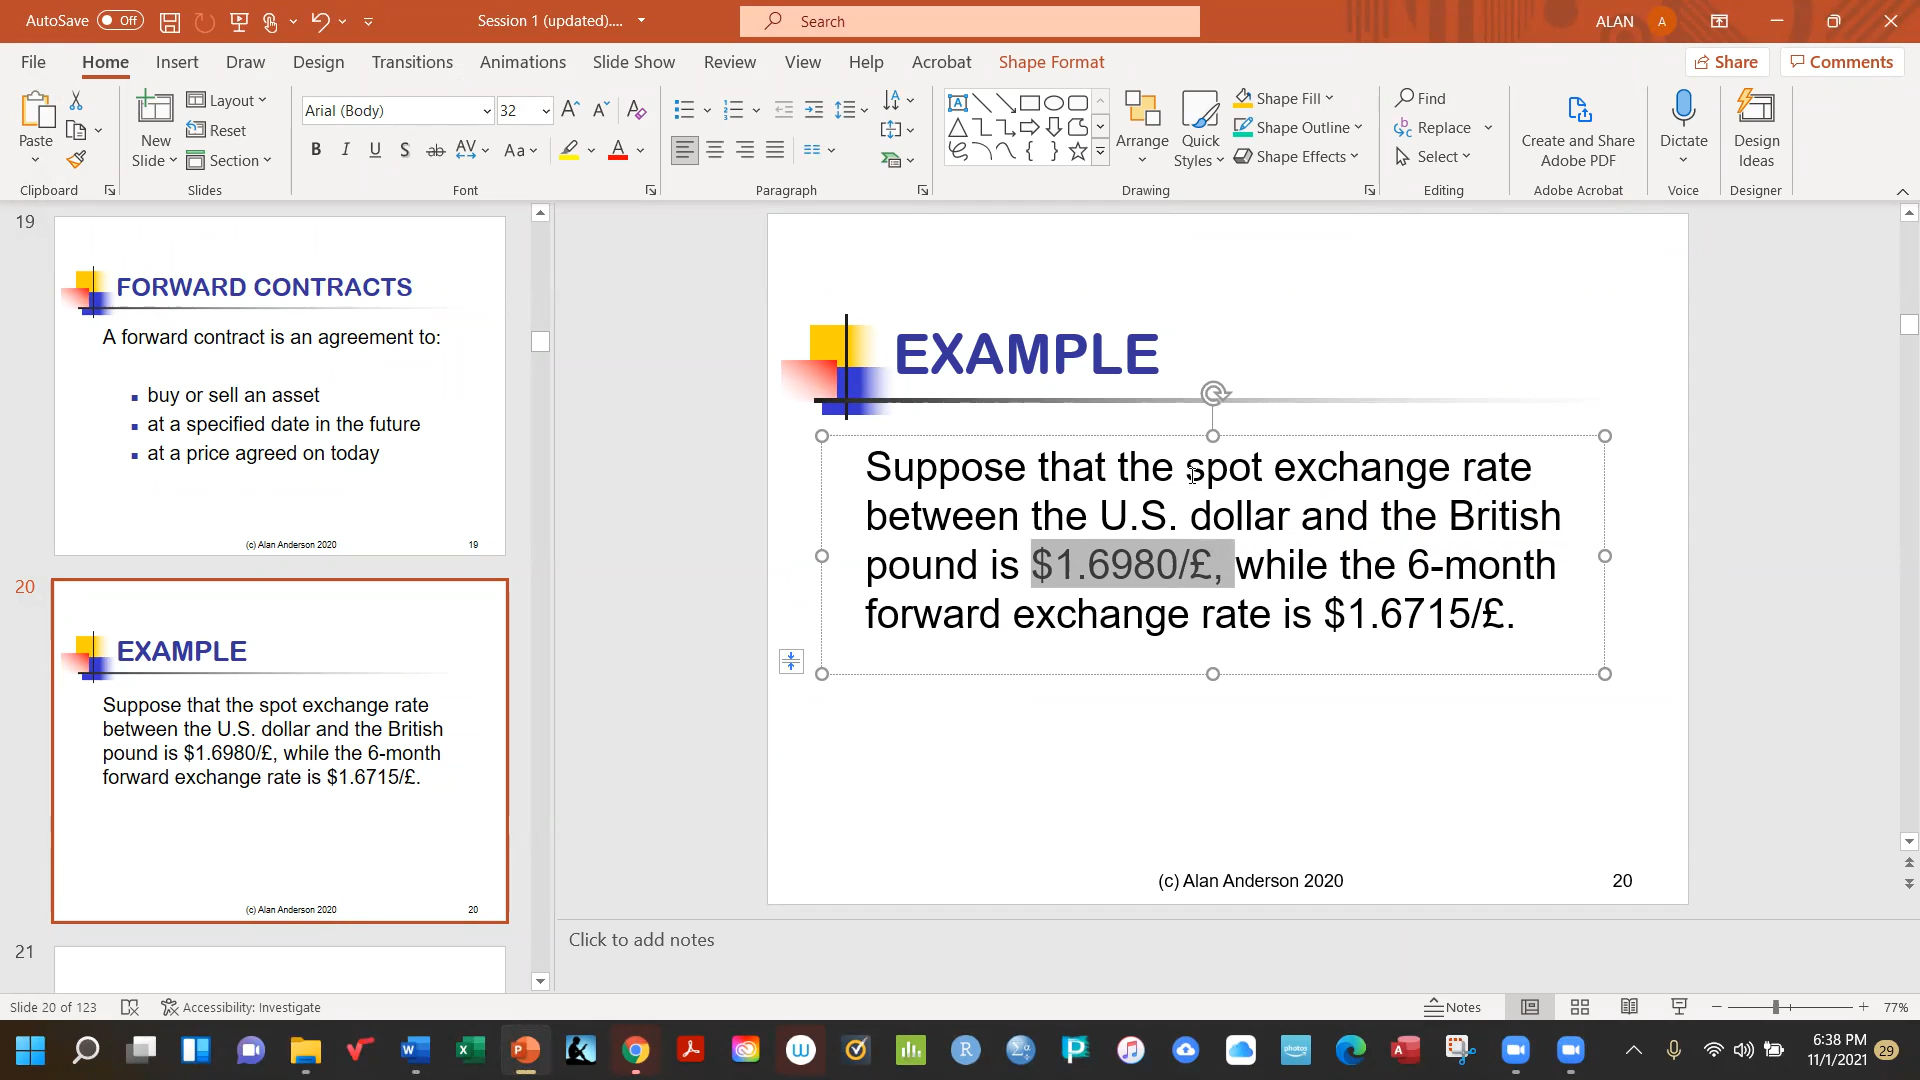 AutoSave Off Session 1 (updated).... Search ALAN A
File Home Insert Draw Design Transitions Animations Slide Show Review View Help Acrobat Shape Format Share Comments
Paste
New Slide
Layout
Reset
Section
Arial (Body) 32
B I U S ab AV Aa A
Arrange
Quick Styles
Shape Fill
Shape Outline
Shape Effects
Find
Replace
Select
Create and Share Adobe PDF
Dictate
Design Ideas
Clipboard Slides Font Paragraph Drawing Editing Adobe Acrobat Voice Designer
19
FORWARD CONTRACTS
A forward contract is an agreement to:
buy or sell an asset
at a specified date in the future
at a price agreed on today
(c) Alan Anderson 2020 19
20
EXAMPLE
Suppose that the spot exchange rate
between the U.S. dollar and the British
pound is $1.6980/£, while the 6-month
forward exchange rate is $1.6715/£.
(c) Alan Anderson 2020 20
21
EXAMPLE
Suppose that the spot exchange rate
between the U.S. dollar and the British
pound is $1.6980/£, while the 6-month
forward exchange rate is $1.6715/£.
(c) Alan Anderson 2020 20
Click to add notes
Slide 20 of 123 Accessibility: Investigate Notes 77%
6:38 PM
11/1/2021 29